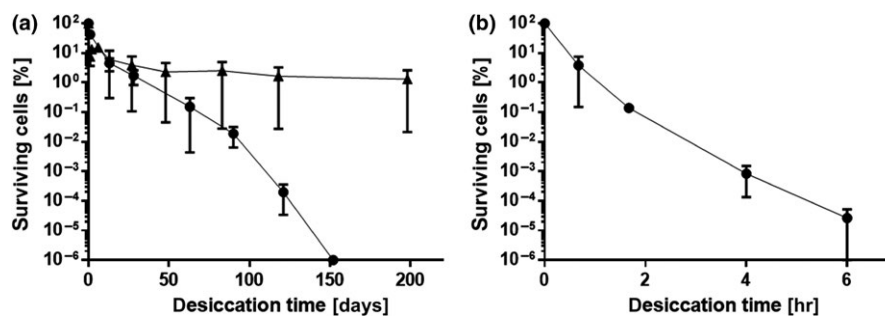 (a)
Surviving cells [%]
10²
10¹
10⁰
10⁻¹
10⁻²
10⁻³
10⁻⁴
10⁻⁵
10⁻⁶
0 50 100 150 200
Desiccation time [days]
(b)
Surviving cells [%]
10²
10¹
10⁰
10⁻¹
10⁻²
10⁻³
10⁻⁴
10⁻⁵
10⁻⁶
0 2 4 6
Desiccation time [hr]